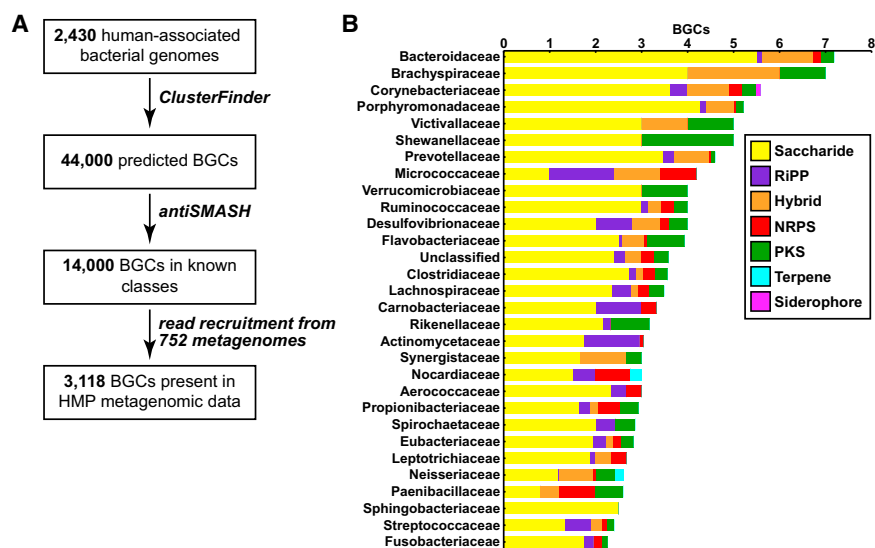 A
2,430 human-associated
bacterial genomes
ClusterFinder
44,000 predicted BGCs
antiSMASH
14,000 BGCs in known
classes
read recruitment from
752 metagenomes
3,118 BGCs present in
HMP metagenomic data
B
BGCs
0 1 2 3 4 5 6 7 8
Bacteroidaceae
Brachyspiraceae
Corynebacteriaceae
Porphyromonadaceae
Victivallaceae
Shewanellaceae
Prevotellaceae
Micrococcaceae
Verrucomicrobiaceae
Ruminococcaceae
Desulfovibrionaceae
Flavobacteriaceae
Unclassified
Clostridiaceae
Lachnospiraceae
Carnobacteriaceae
Rikenellaceae
Actinomycetaceae
Synergistaceae
Nocardiaceae
Aerococcaceae
Propionibacteriaceae
Spirochaetaceae
Eubacteriaceae
Leptotrichiaceae
Neisseriaceae
Paenibacillaceae
Sphingobacteriaceae
Streptococcaceae
Fusobacteriaceae
Saccharide
RiPP
Hybrid
NRPS
PKS
Terpene
Siderophore